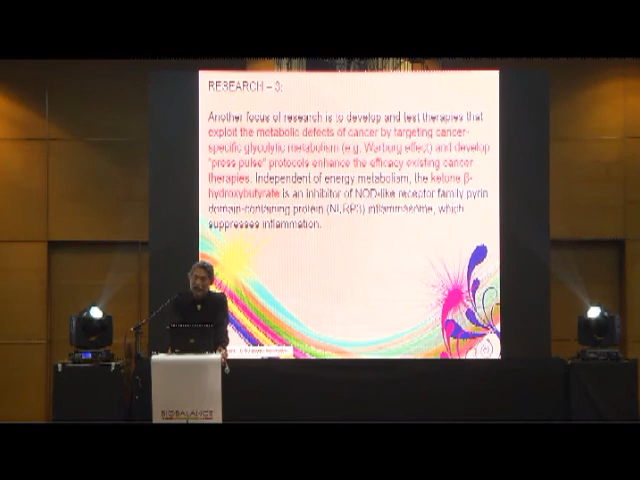 RESEARCH – 3:
Another focus of research is to develop and test therapies that
exploit the metabolic defects of cancer by targeting cancer-
specific glycolytic metabolism (e.g. Warburg effect) and develop
"press pulse" protocols enhance the efficacy existing cancer
therapies. Independent of energy metabolism, the ketone β-
hydroxybutyrate is an inhibitor of NOD-like receptor family pyrin
domain-containing protein (NLRP3) inflammasome, which
suppresses inflammation.
BIOBALANCE